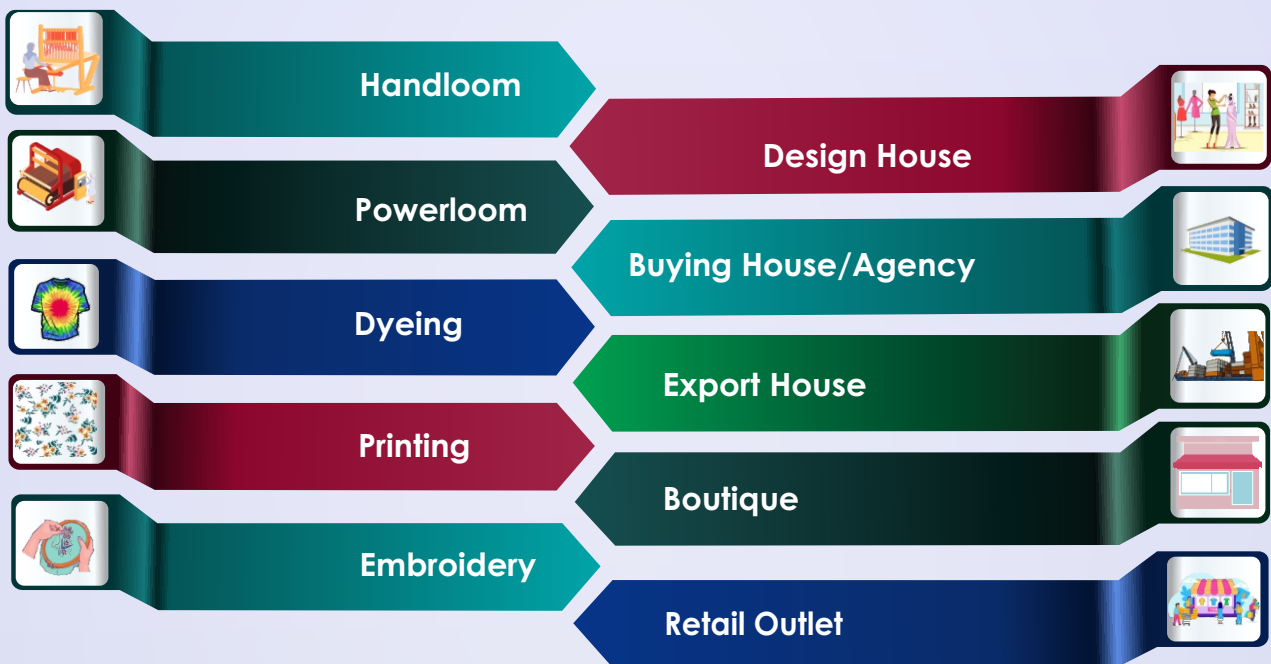 Handloom
Powerloom
Dyeing
Printing
Embroidery
Design House
Buying House/Agency
Export House
Boutique
Retail Outlet